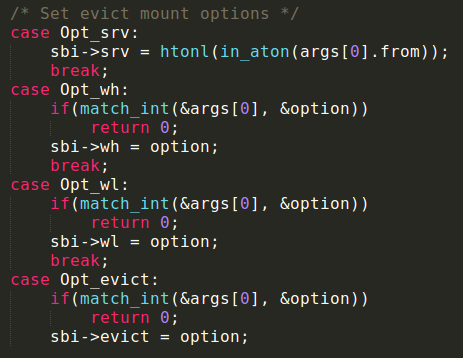 /* Set evict mount options */
case Opt_srv:
    sbi->srv = htonl(in_aton(args[0].from));
    break;
case Opt_wh:
    if(match_int(&args[0], &option))
        return 0;
    sbi->wh = option;
    break;
case Opt_wl:
    if(match_int(&args[0], &option))
        return 0;
    sbi->wl = option;
    break;
case Opt_evict:
    if(match_int(&args[0], &option))
        return 0;
    sbi->evict = option;